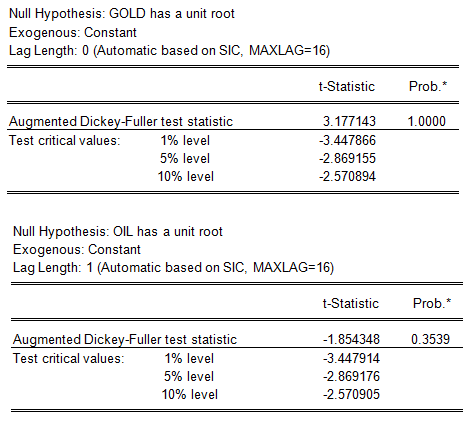 Null Hypothesis: GOLD has a unit root
Exogenous: Constant
Lag Length: 0 (Automatic based on SIC, MAXLAG=16)
t-Statistic Prob.*
Augmented Dickey-Fuller test statistic 3.177143 1.0000
Test critical values: 1% level -3.447866
5% level -2.869155
10% level -2.570894
Null Hypothesis: OIL has a unit root
Exogenous: Constant
Lag Length: 1 (Automatic based on SIC, MAXLAG=16)
t-Statistic Prob.*
Augmented Dickey-Fuller test statistic -1.854348 0.3539
Test critical values: 1% level -3.447914
5% level -2.869176
10% level -2.570905